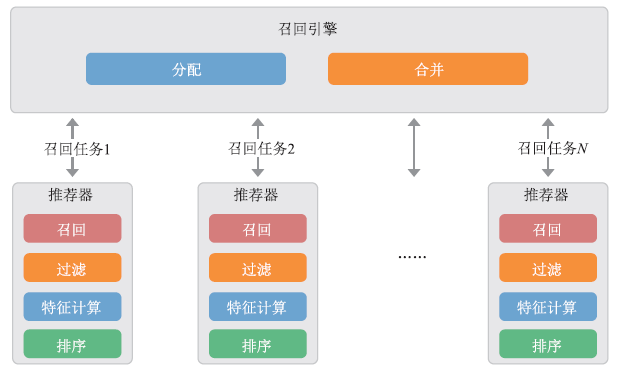 召回引擎
分配
合并
召回任务1
召回任务2
召回任务N
推荐器
召回
过滤
特征计算
排序
推荐器
召回
过滤
特征计算
排序
......
推荐器
召回
过滤
特征计算
排序